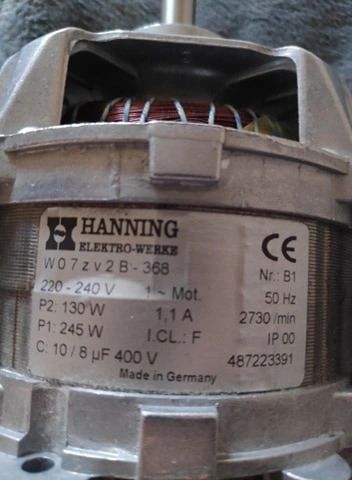 HANNING
ELEKTRO-WERKE
CE
W 0 7 z v 2 B - 368
Nr.: B1
220 - 240 V 1 ~ Mot. 50 Hz
P2: 130 W 1,1 A 2730 /min
P1: 245 W I.CL.: F IP 00
C: 10 / 8 µF 400 V 487223391
Made in Germany